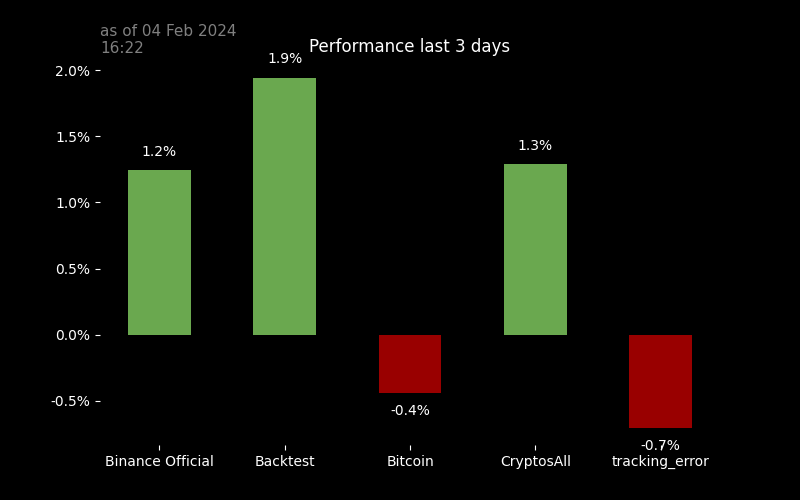 as of 04 Feb 2024
16:22
Performance last 3 days
2.0%
1.5%
1.0%
0.5%
0.0%
-0.5%
1.2%
1.9%
-0.4%
1.3%
-0.7%
Binance Official
Backtest
Bitcoin
CryptosAll
tracking_error